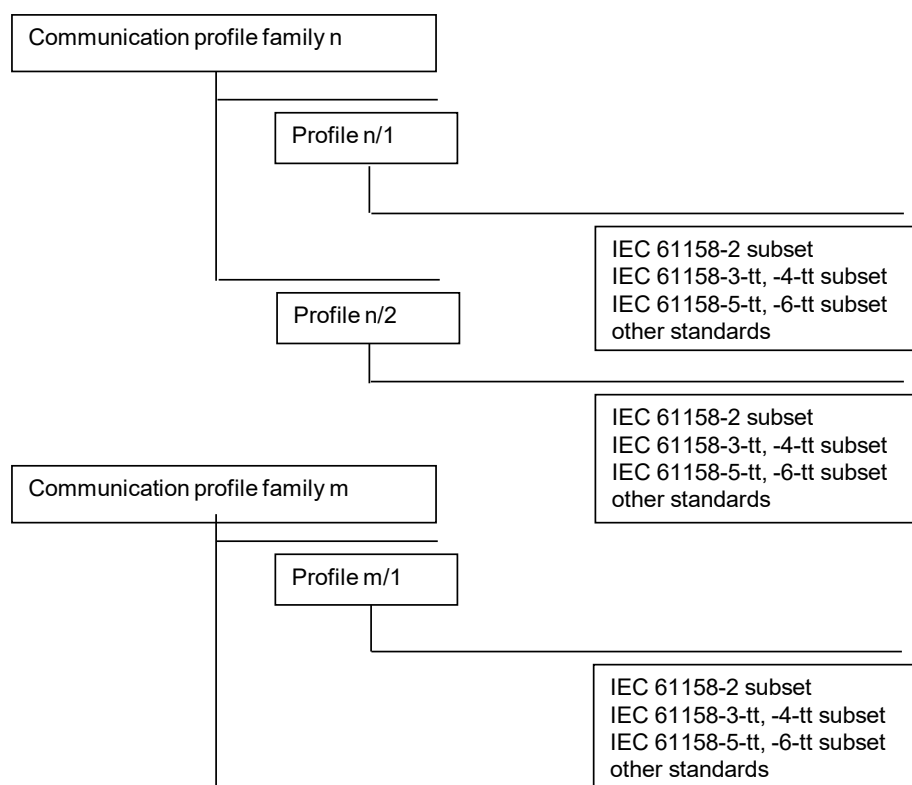 Communication profile family n
Profile n/1
IEC 61158-2 subset
IEC 61158-3-tt, -4-tt subset
IEC 61158-5-tt, -6-tt subset
other standards
Profile n/2
IEC 61158-2 subset
IEC 61158-3-tt, -4-tt subset
IEC 61158-5-tt, -6-tt subset
other standards
Communication profile family m
Profile m/1
IEC 61158-2 subset
IEC 61158-3-tt, -4-tt subset
IEC 61158-5-tt, -6-tt subset
other standards